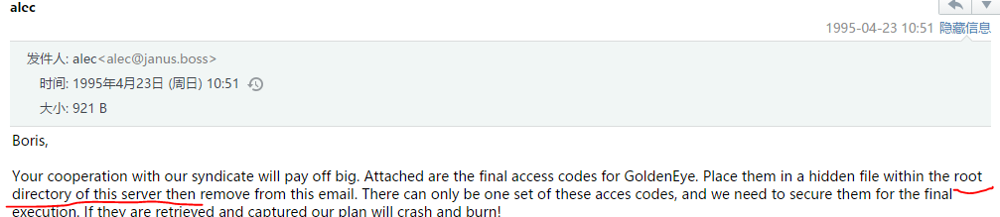 alec
1995-04-23 10:51 隐藏信息
发件人: alec<alec@janus.boss>
时间: 1995年4月23日 (周日) 10:51
大小: 921 B
Boris,
Your cooperation with our syndicate will pay off big. Attached are the final access codes for GoldenEye. Place them in a hidden file within the root
directory of this server then remove from this email. There can only be one set of these acces codes, and we need to secure them for the final
execution. If they are retrieved and captured our plan will crash and burn!